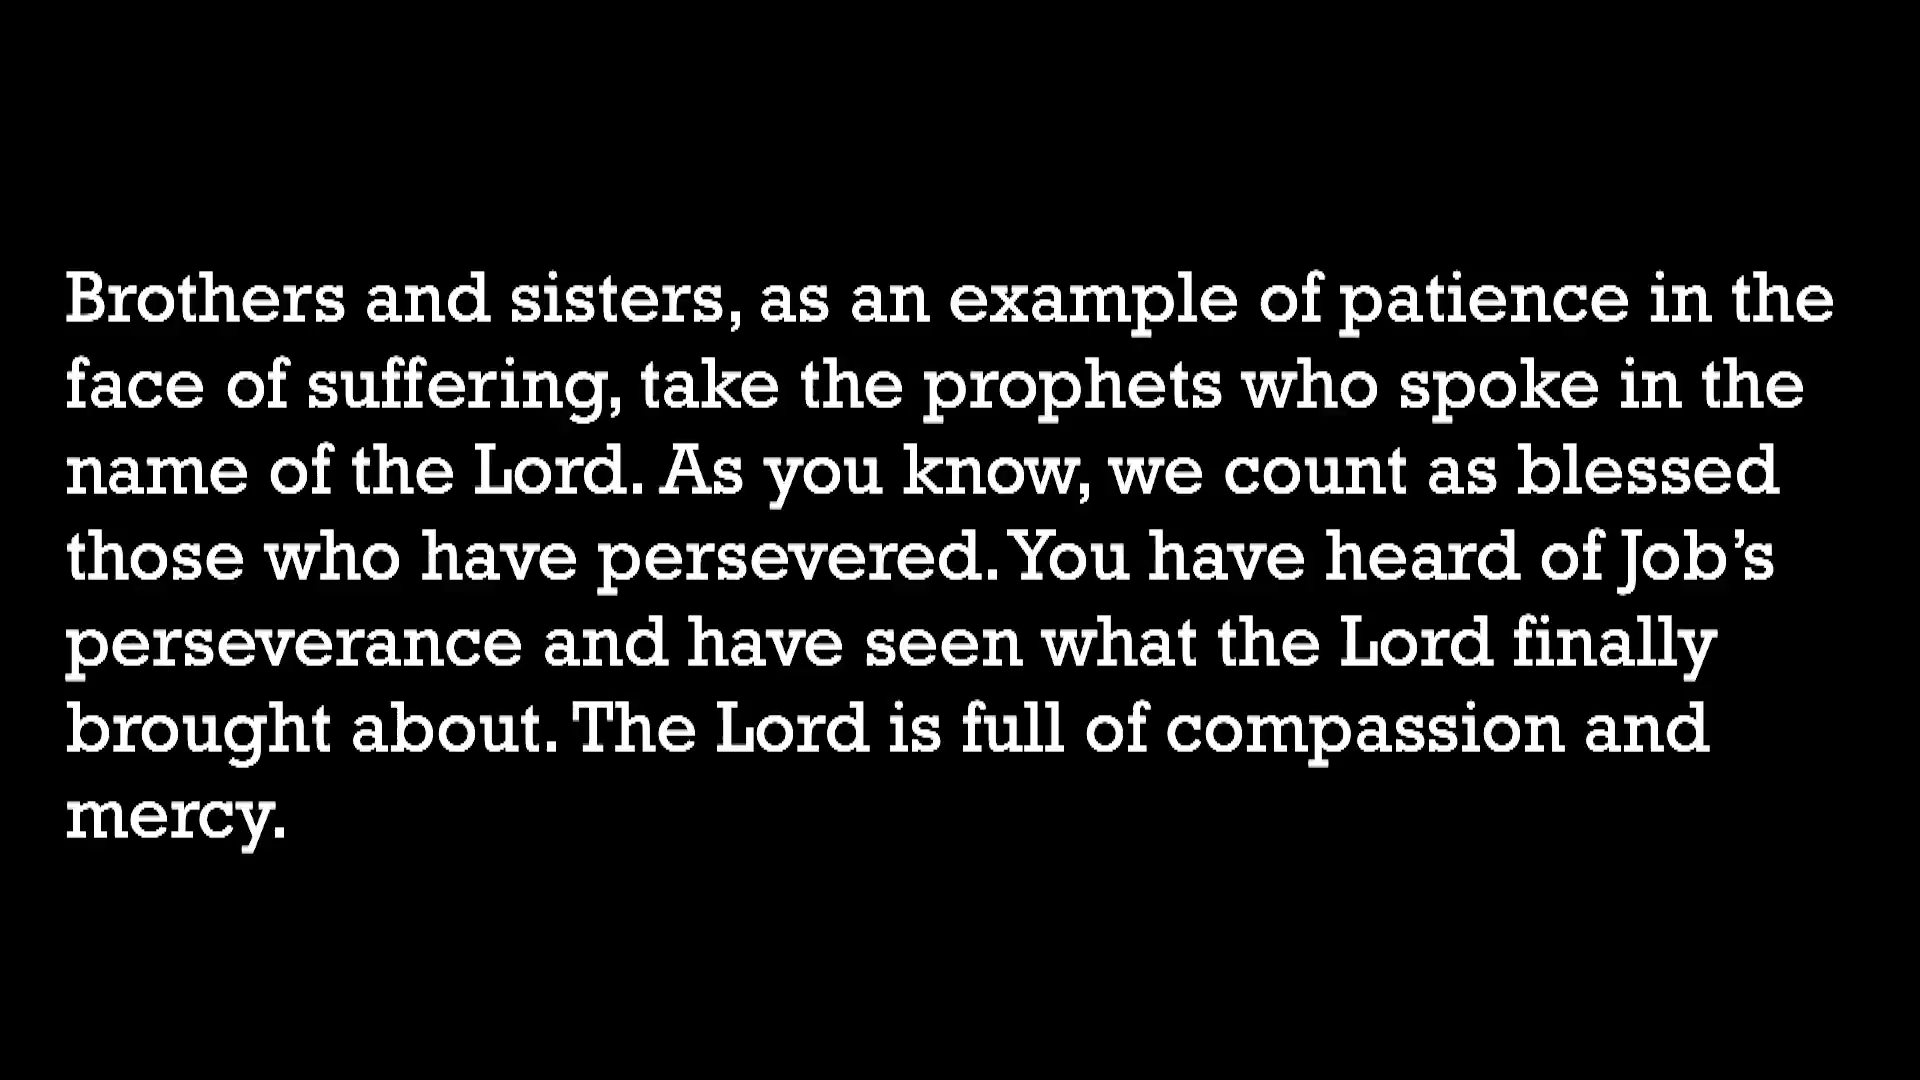 Brothers and sisters, as an example of patience in the
face of suffering, take the prophets who spoke in the
name of the Lord. As you know, we count as blessed
those who have persevered. You have heard of Job’s
perseverance and have seen what the Lord finally
brought about. The Lord is full of compassion and
mercy.